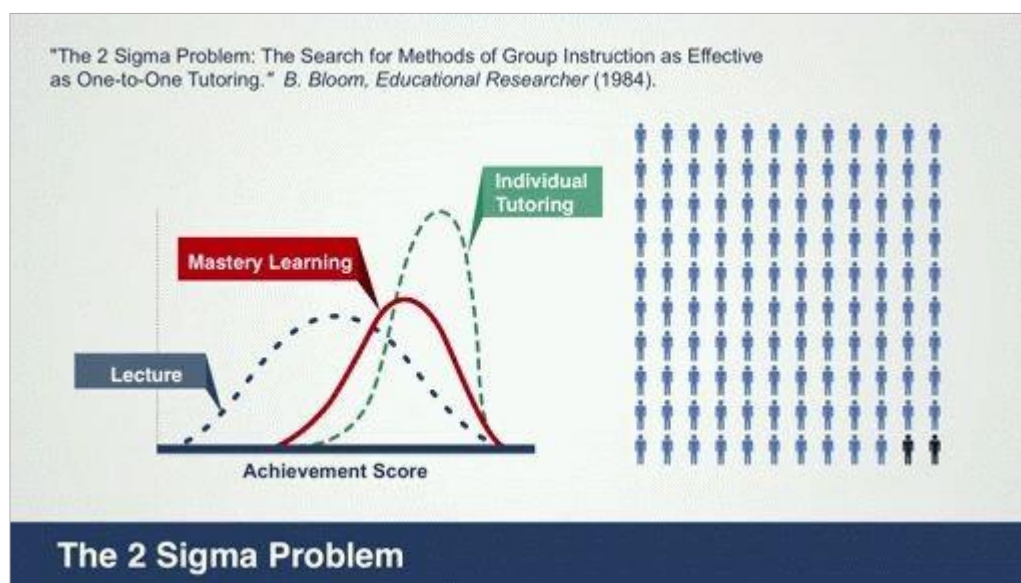 "The 2 Sigma Problem: The Search for Methods of Group Instruction as Effective
as One-to-One Tutoring." B. Bloom, Educational Researcher (1984).
Individual
Tutoring
Mastery Learning
Lecture
Achievement Score
The 2 Sigma Problem